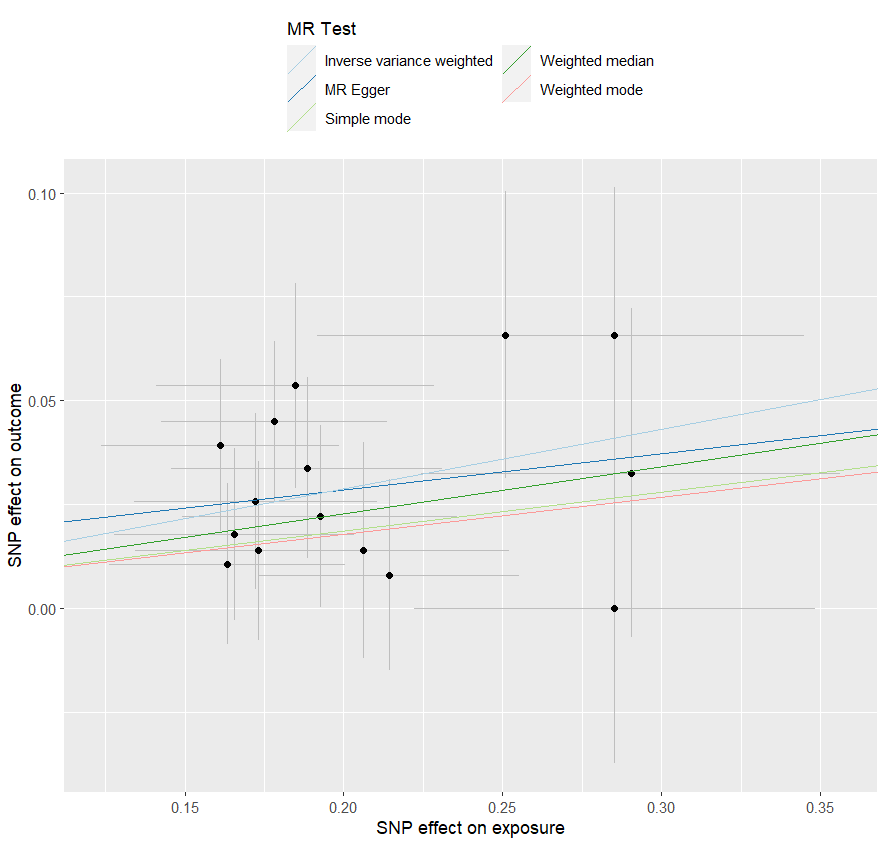 MR Test
Inverse variance weighted
Weighted median
MR Egger
Weighted mode
Simple mode
0.10
0.05
0.00
SNP effect on outcome
0.15 0.20 0.25 0.30 0.35
SNP effect on exposure